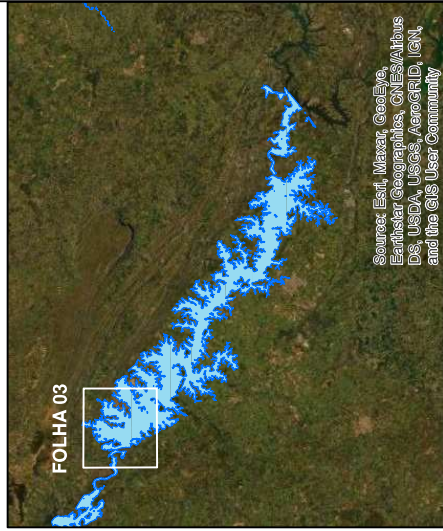 FOLHA 03
Source: Esri, Maxar, GeoEye,
Earthstar Geographics, CNES/Airbus
DS, USDA, USGS, AeroGRID, IGN,
and the GIS User Community